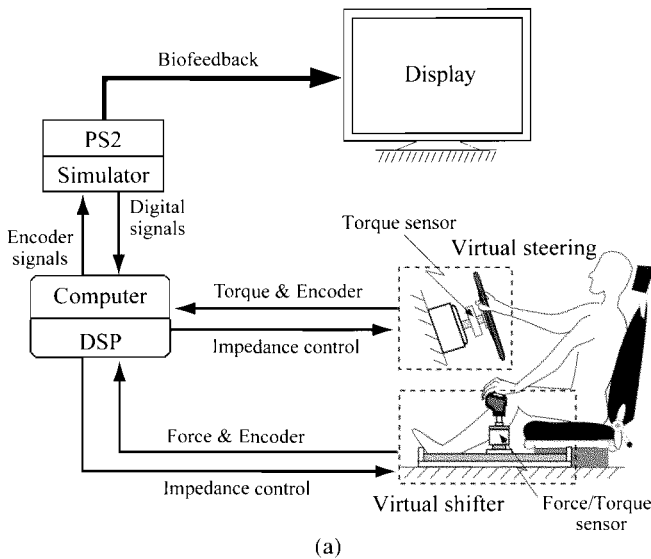 Biofeedback
Display
PS2
Simulator
Encoder
signals
Digital
signals
Torque sensor
Virtual steering
Computer
DSP
Torque & Encoder
Impedance control
Force & Encoder
Impedance control
Virtual shifter
Force/Torque
sensor
(a)